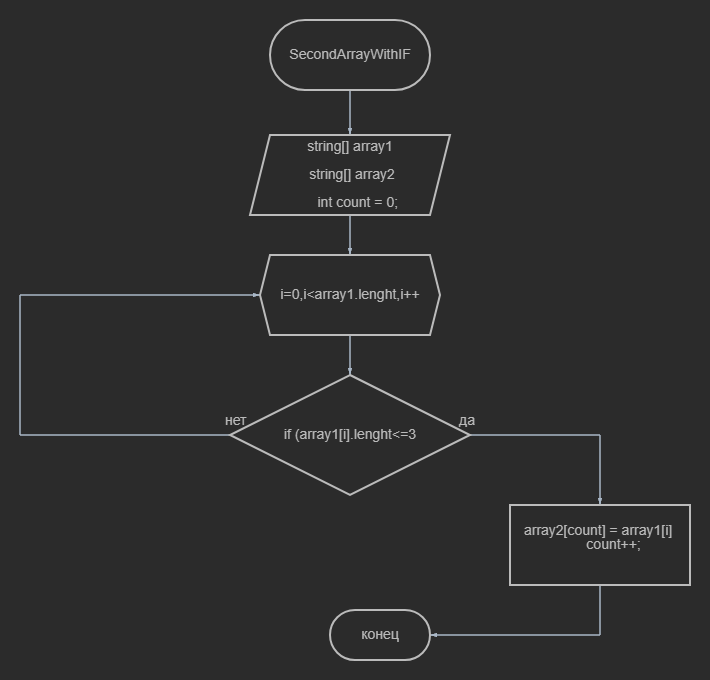 SecondArrayWithIF
string[] array1
string[] array2
int count = 0;
i=0,i<array1.lenght,i++
нет
да
if (array1[i].lenght<=3
array2[count] = array1[i]
count++;
конец